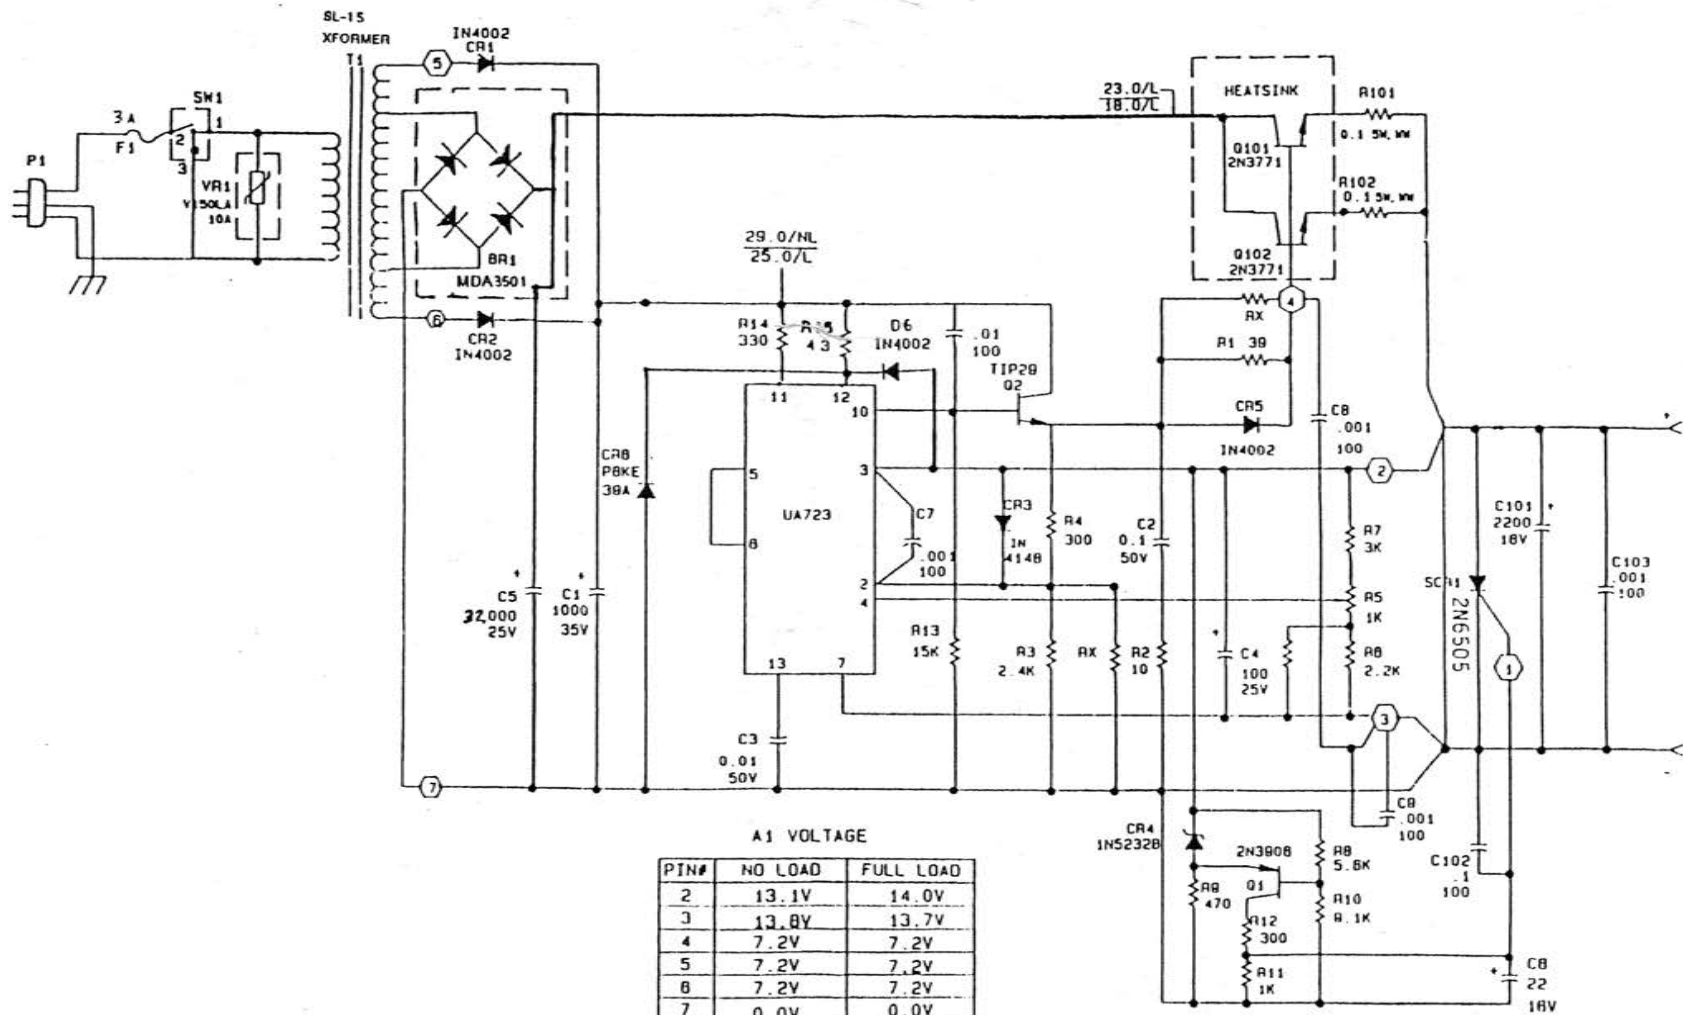 SL-15
XFORMER
T1
IN4002
CR1
5
SW1
1
2
3
3A
F1
P1
VR1
V150LA
10A
BR1
MDA3501
6
CR2
IN4002
23.0/L
18.0/L
HEATSINK
R101
0.1 5W,WW
Q101
2N3771
R102
0.1 5W,WW
Q102
2N3771
29.0/NL
25.0/L
R14
330
4.3
D6
IN4002
.01
100
TIP29
Q2
4
RX
R1 39
CR5
IN4002
C8
.001
100
11
12
10
5
3
6
UA723
2
4
13
7
CR8
P6KE
39A
C7
.001
100
CR3
IN
4148
R4
300
C2
0.1
50V
2
R7
3K
R5
1K
R6
2.2K
C5
22,000
25V
C1
1000
35V
R13
15K
R3
2.4K
RX
R2
10
C4
100
25V
C101
2200
16V
SCR1
2N6505
1
C103
.001
100
3
C3
0.01
50V
7
C9
.001
100
C102
.1
100
CR4
1N5232B
2N3906
Q1
R8
5.6K
R9
470
R10
9.1K
R12
300
R11
1K
C8
22
16V
A1 VOLTAGE
PIN# NO LOAD FULL LOAD
2 13.1V 14.0V
3 13.8V 13.7V
4 7.2V 7.2V
5 7.2V 7.2V
6 7.2V 7.2V
7 0.0V 0.0V